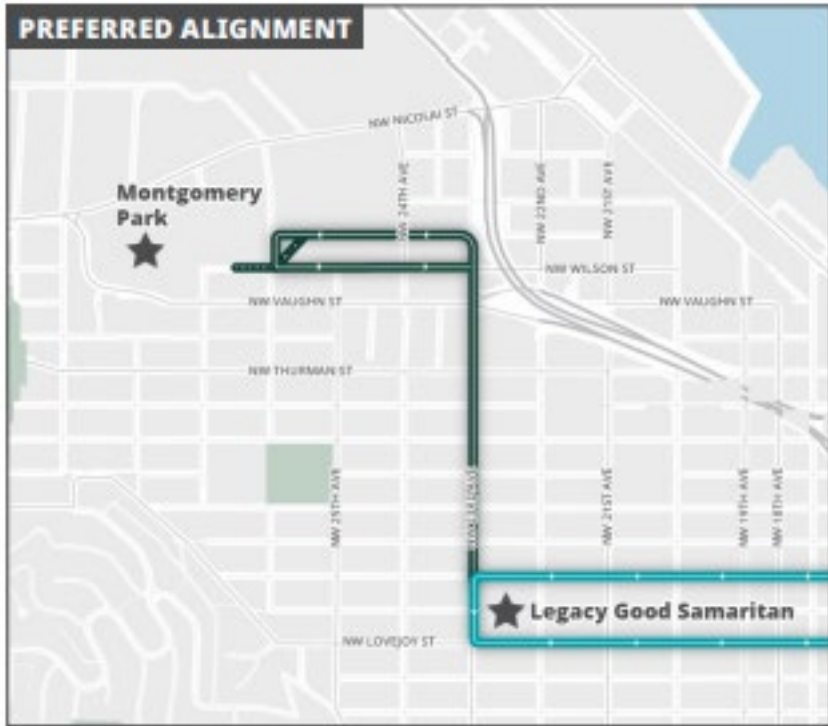 PREFERRED ALIGNMENT
NW NICOLAI ST
Montgomery
Park
NW 24TH AVE
NW 22ND AVE
NW 21ST AVE
NW WILSON ST
NW VAUGHN ST
NW VAUGHN ST
NW THURMAN ST
NW 25TH AVE
NW 21ST AVE
NW 19TH AVE
NW 18TH AVE
Legacy Good Samaritan
NW LOVEJOY ST